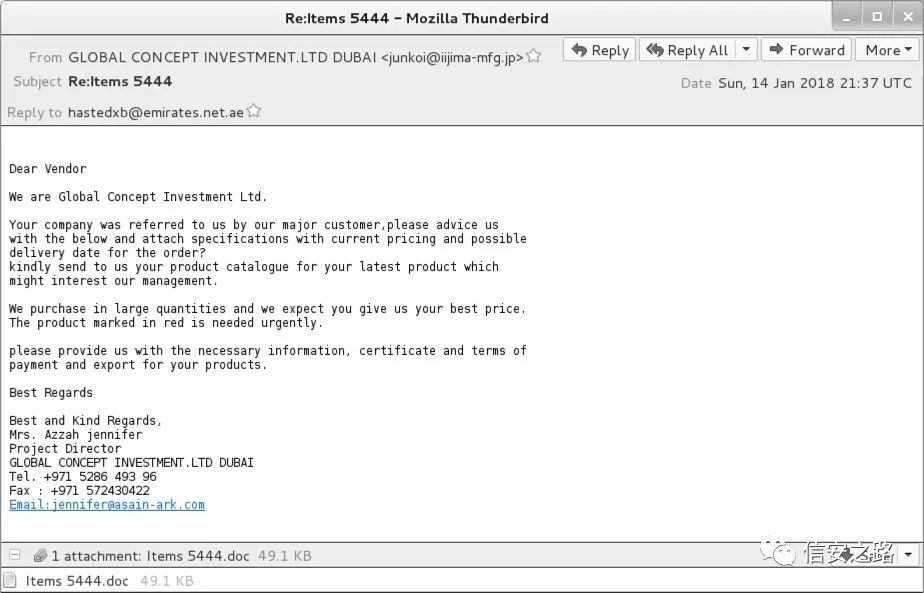 Re:Items 5444 – Mozilla Thunderbird
From GLOBAL CONCEPT INVESTMENT.LTD DUBAI <junkoi@iijima-mfg.jp>
Reply
Reply All
Forward
More
Subject Re:Items 5444
Date Sun, 14 Jan 2018 21:37 UTC
Reply to hastedxb@emirates.net.ae
Dear Vendor
We are Global Concept Investment Ltd.
Your company was referred to us by our major customer,please advice us
with the below and attach specifications with current pricing and possible
delivery date for the order?
kindly send to us your product catalogue for your latest product which
might interest our management.
We purchase in large quantities and we expect you give us your best price.
The product marked in red is needed urgently.
please provide us with the necessary information, certificate and terms of
payment and export for your products.
Best Regards
Best and Kind Regards,
Mrs. Azzah jennifer
Project Director
GLOBAL CONCEPT INVESTMENT.LTD DUBAI
Tel. +971 5286 493 96
Fax : +971 572430422
Email:jennifer@asain-ark.com
1 attachment: Items 5444.doc 49.1 KB
信安之路
Items 5444.doc 49.1 KB